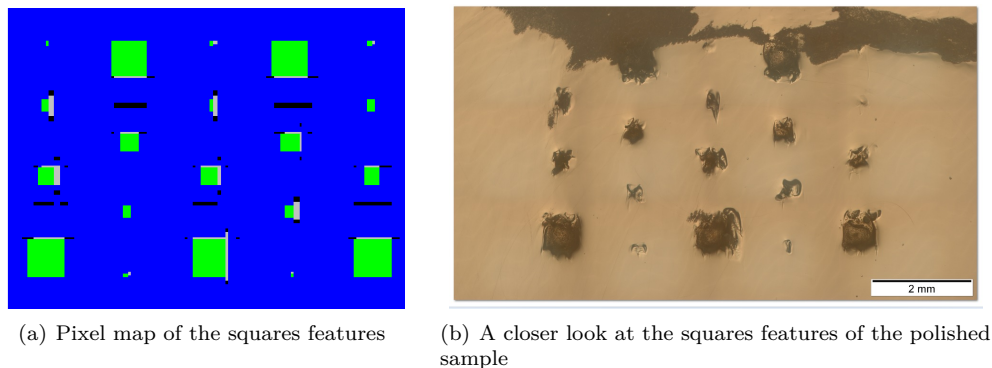 2 mm
(a) Pixel map of the squares features
(b) A closer look at the squares features of the polished
sample